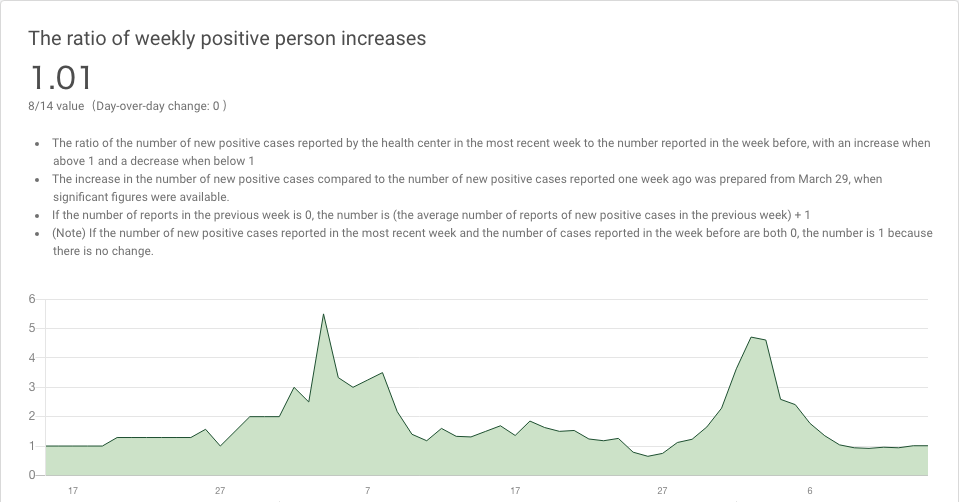 The ratio of weekly positive person increases
1.01
8/14 value（Day-over-day change: 0 ）
• The ratio of the number of new positive cases reported by the health center in the most recent week to the number reported in the week before, with an increase when
above 1 and a decrease when below 1
• The increase in the number of new positive cases compared to the number of new positive cases reported one week ago was prepared from March 29, when
significant figures were available.
• If the number of reports in the previous week is 0, the number is (the average number of reports of new positive cases in the previous week) + 1
• (Note) If the number of new positive cases reported in the most recent week and the number of cases reported in the week before are both 0, the number is 1 because
there is no change.
6
5
4
3
2
1
0
17 27 7 17 27 6